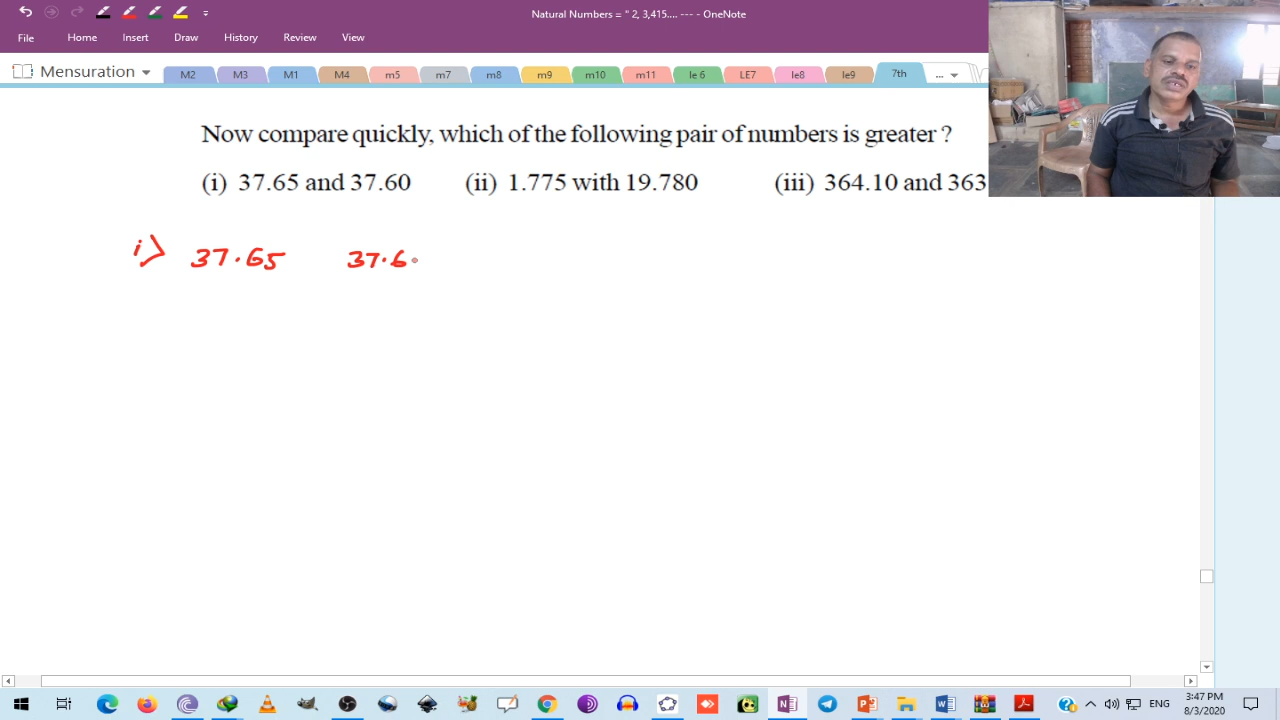 Natural Numbers = " 2, 3,415.... --- - OneNote
File Home Insert Draw History Review View
Mensuration M2 M3 M1 M4 m5 m7 m8 m9 m10 m11 le 6 LE7 le8 le9 7th ...
Now compare quickly, which of the following pair of numbers is greater ?
(i) 37.65 and 37.60 (ii) 1.775 with 19.780 (iii) 364.10 and 363
i) 37.65 37.6
ENG
3:47 PM
8/3/2020